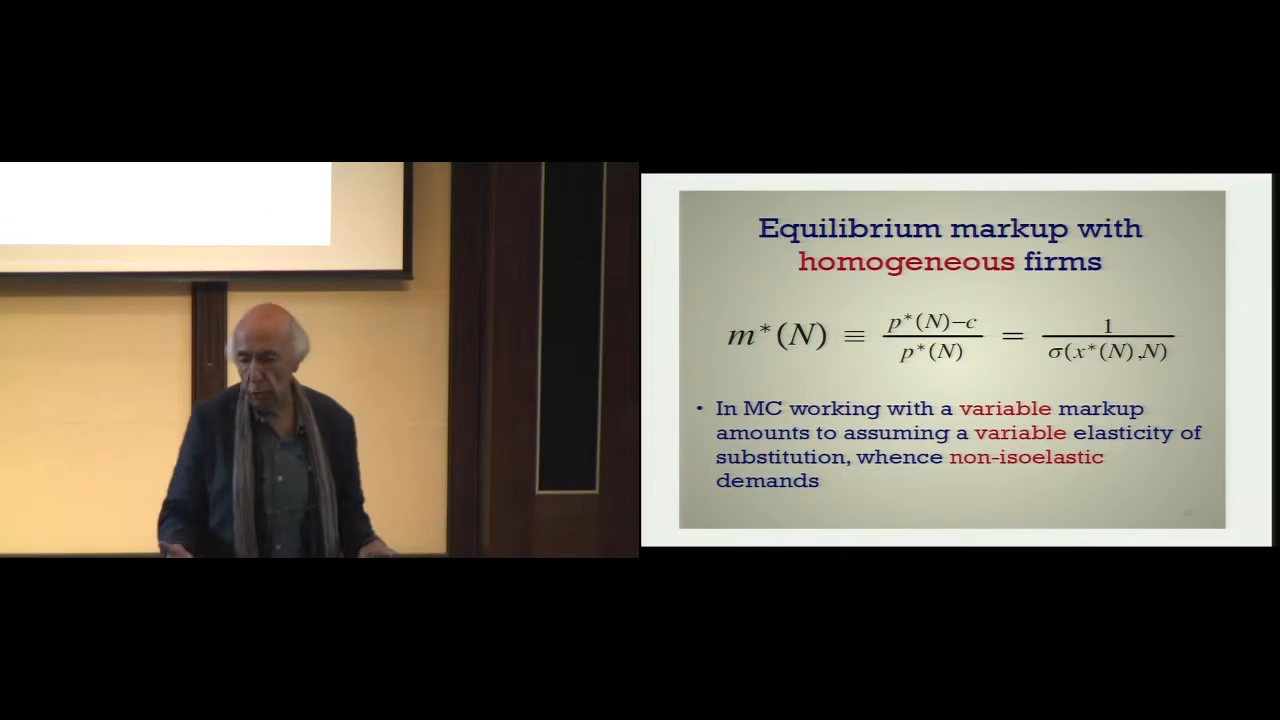 Equilibrium markup with
homogeneous firms
m*(N) ≡ p*(N)−c / p*(N) = 1 / σ(x*(N),N)
• In MC working with a variable markup
amounts to assuming a variable elasticity of
substitution, whence non-isoelastic
demands